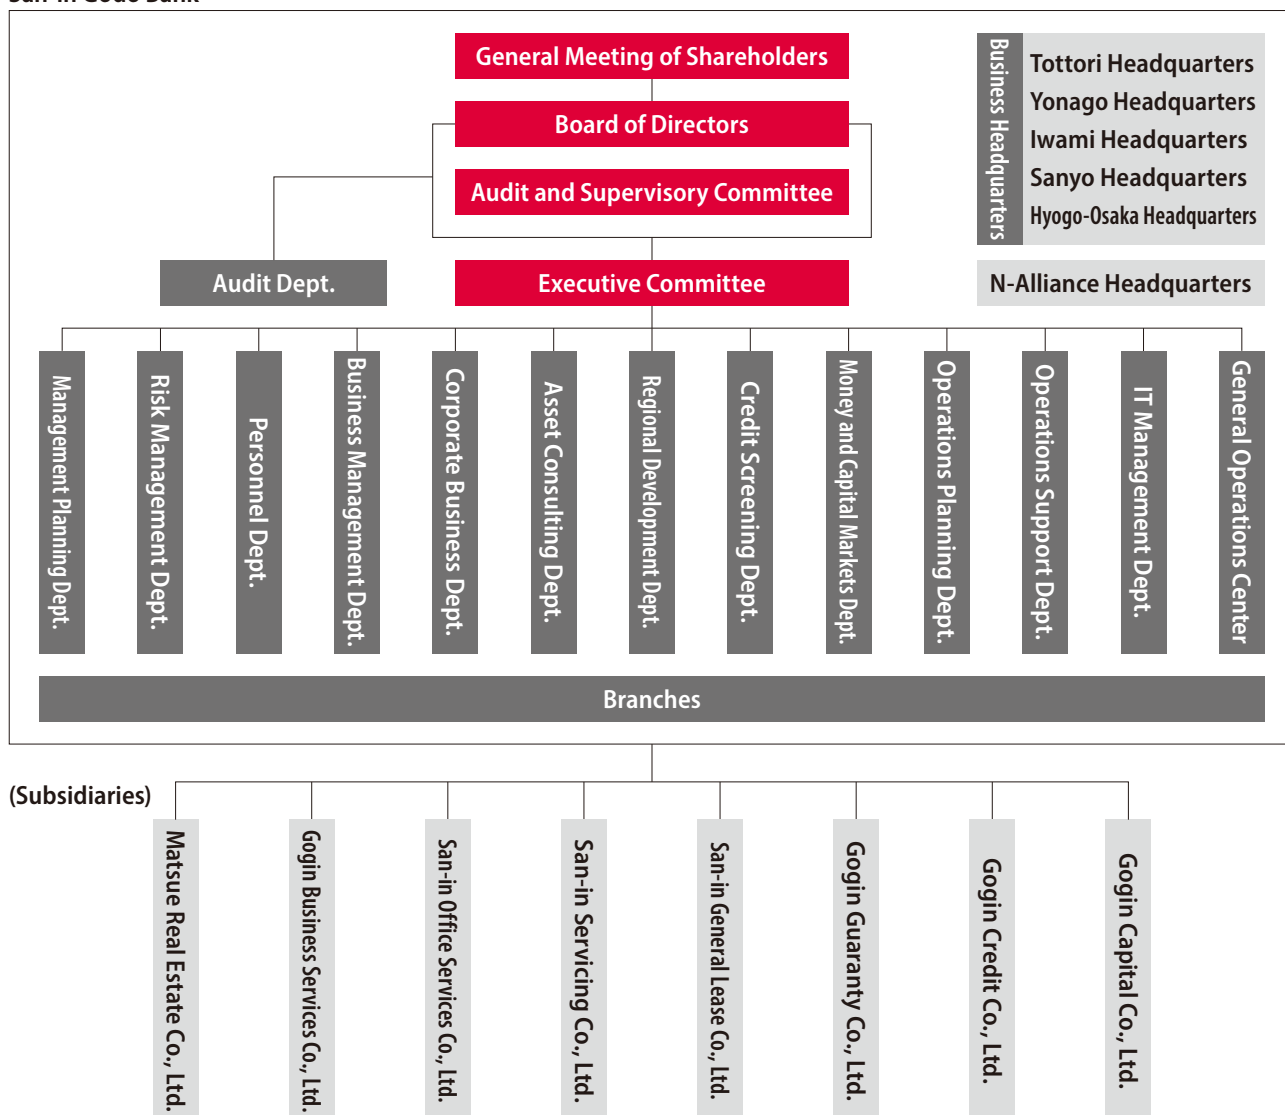 San-in Godo Bank
General Meeting of Shareholders
Board of Directors
Audit and Supervisory Committee
Audit Dept.
Executive Committee
Business Headquarters
Tottori Headquarters
Yonago Headquarters
Iwami Headquarters
Sanyo Headquarters
Hyogo-Osaka Headquarters
N-Alliance Headquarters
Management Planning Dept.
Risk Management Dept.
Personnel Dept.
Business Management Dept.
Corporate Business Dept.
Asset Consulting Dept.
Regional Development Dept.
Credit Screening Dept.
Money and Capital Markets Dept.
Operations Planning Dept.
Operations Support Dept.
IT Management Dept.
General Operations Center
Branches
(Subsidiaries)
Matsue Real Estate Co., Ltd.
Gogin Business Services Co., Ltd.
San-in Office Services Co., Ltd.
San-in Servicing Co., Ltd.
San-in General Lease Co., Ltd.
Gogin Guaranty Co., Ltd.
Gogin Credit Co., Ltd.
Gogin Capital Co., Ltd.